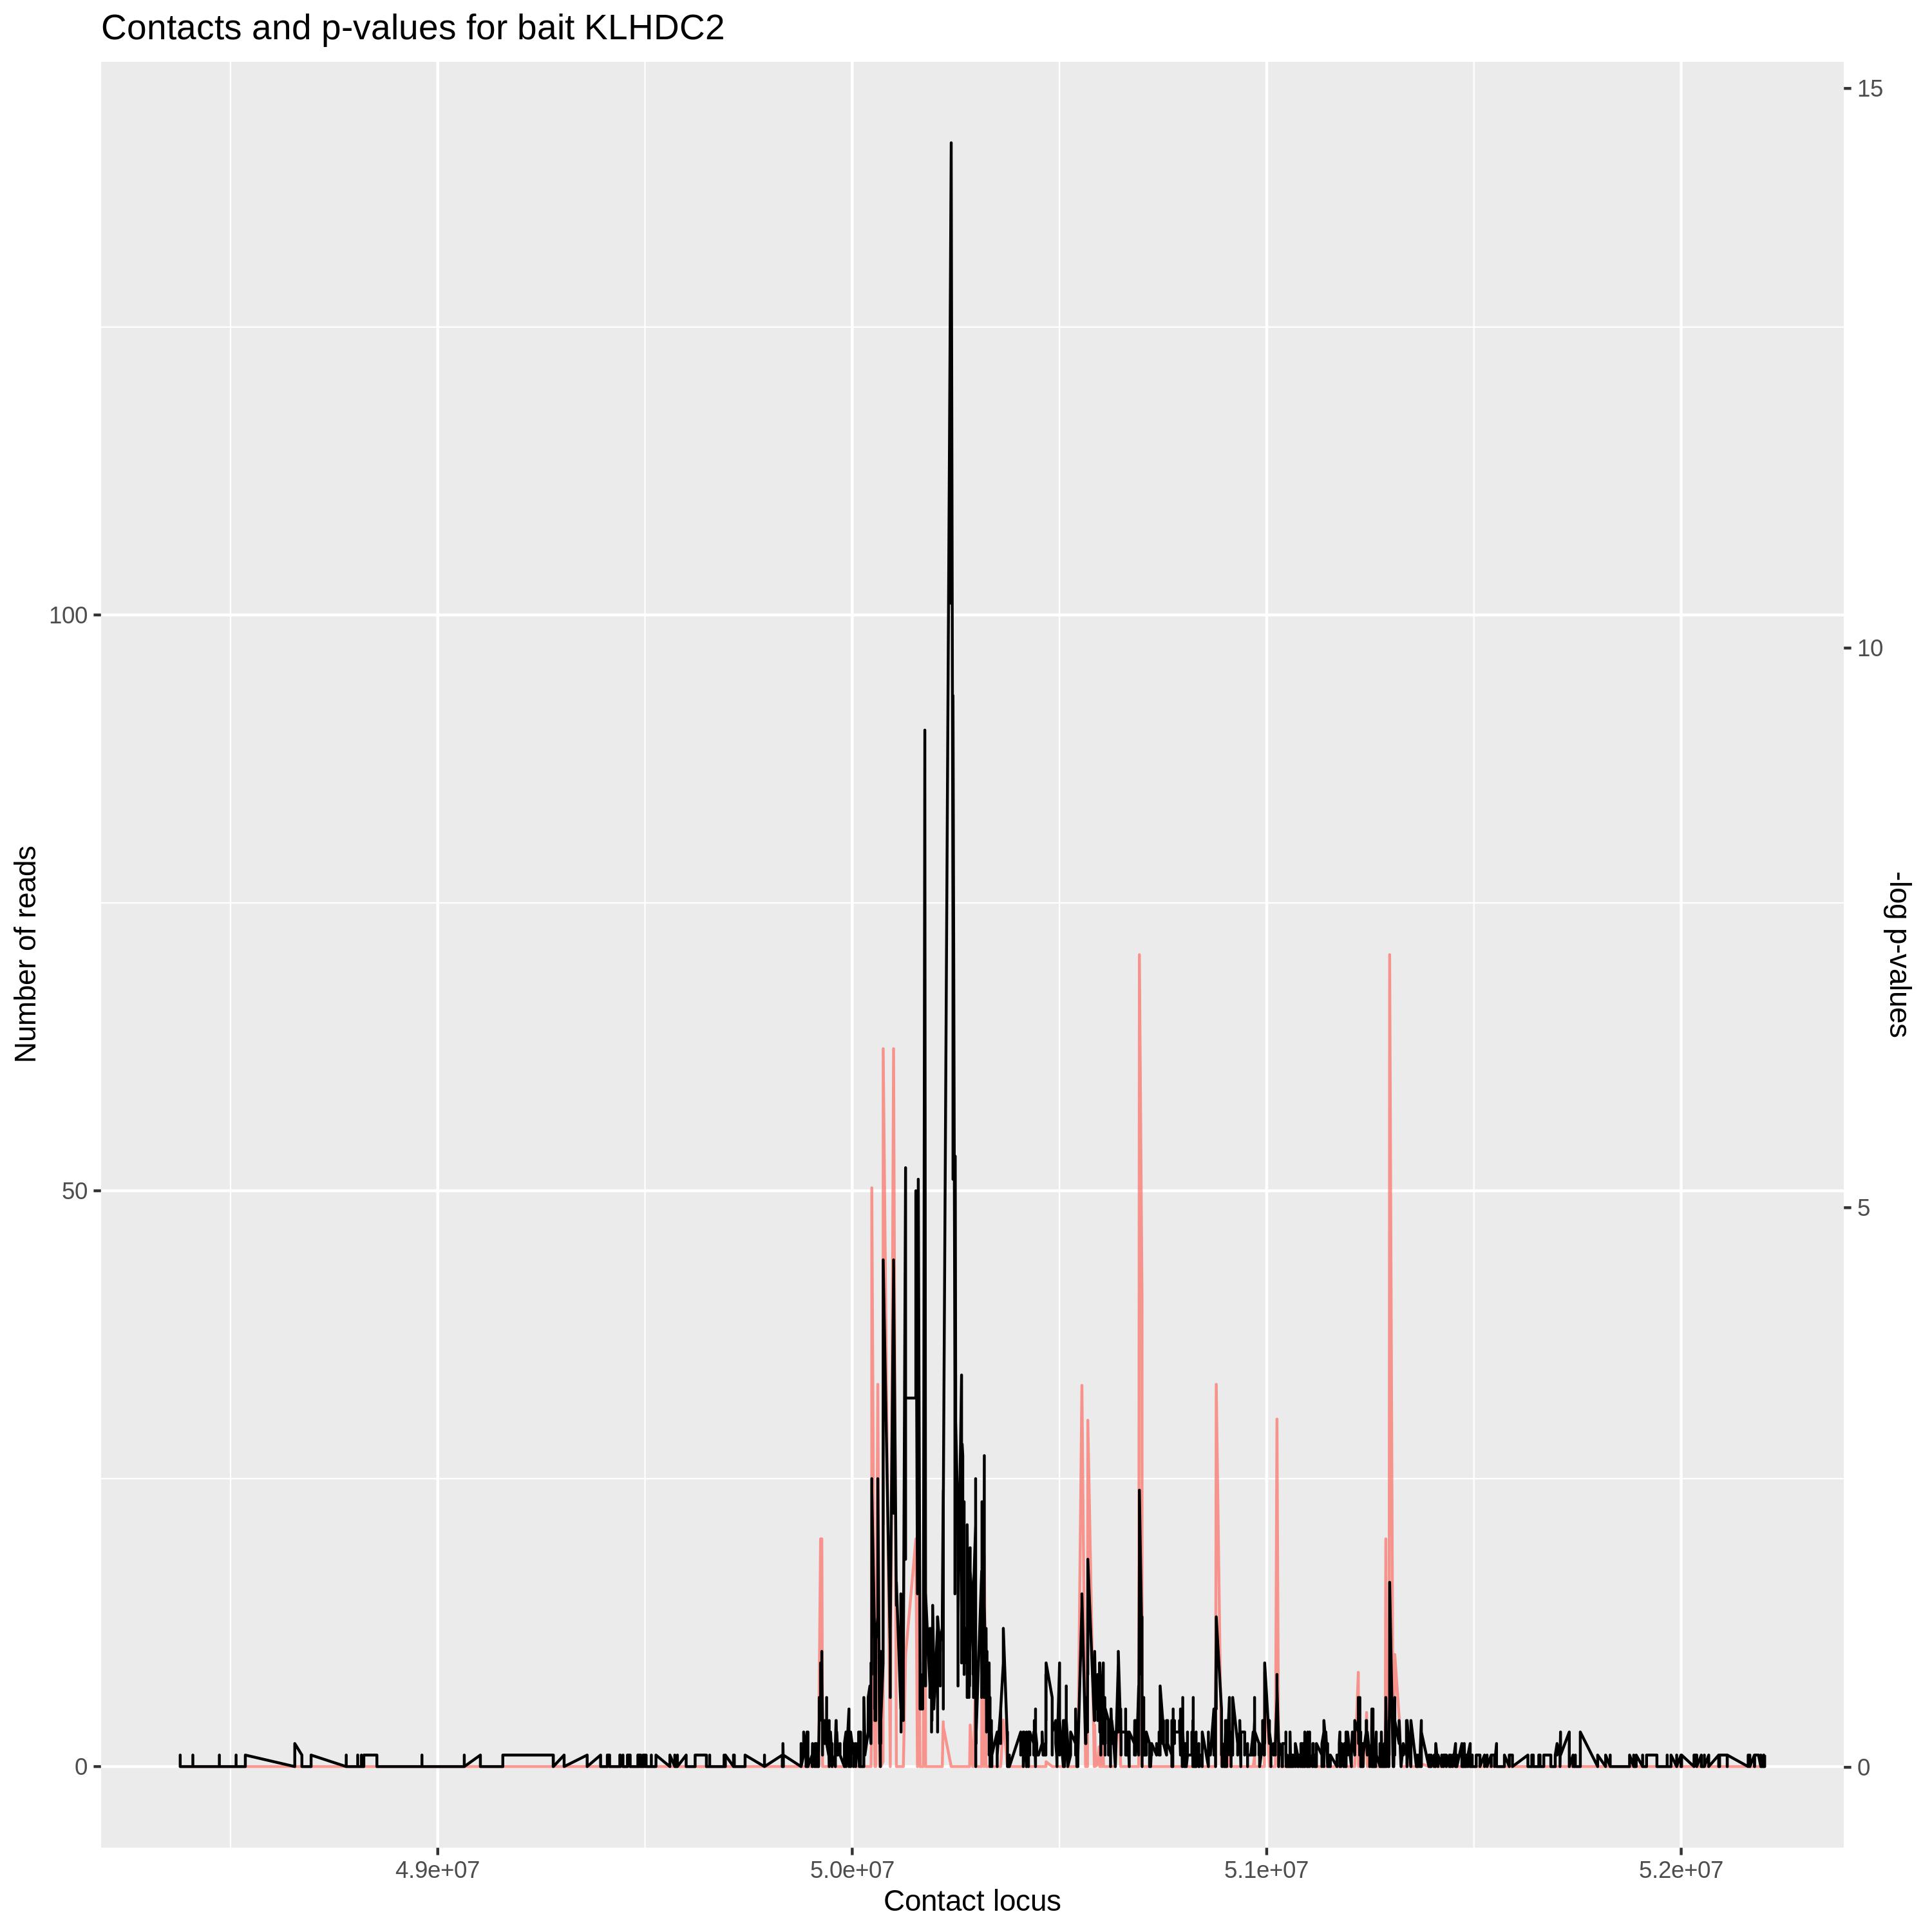 Contacts and p-values for bait KLHDC2
15
100
10
Number of reads
-log p-values
50
5
0
0
4.9e+07
5.0e+07
5.1e+07
5.2e+07
Contact locus